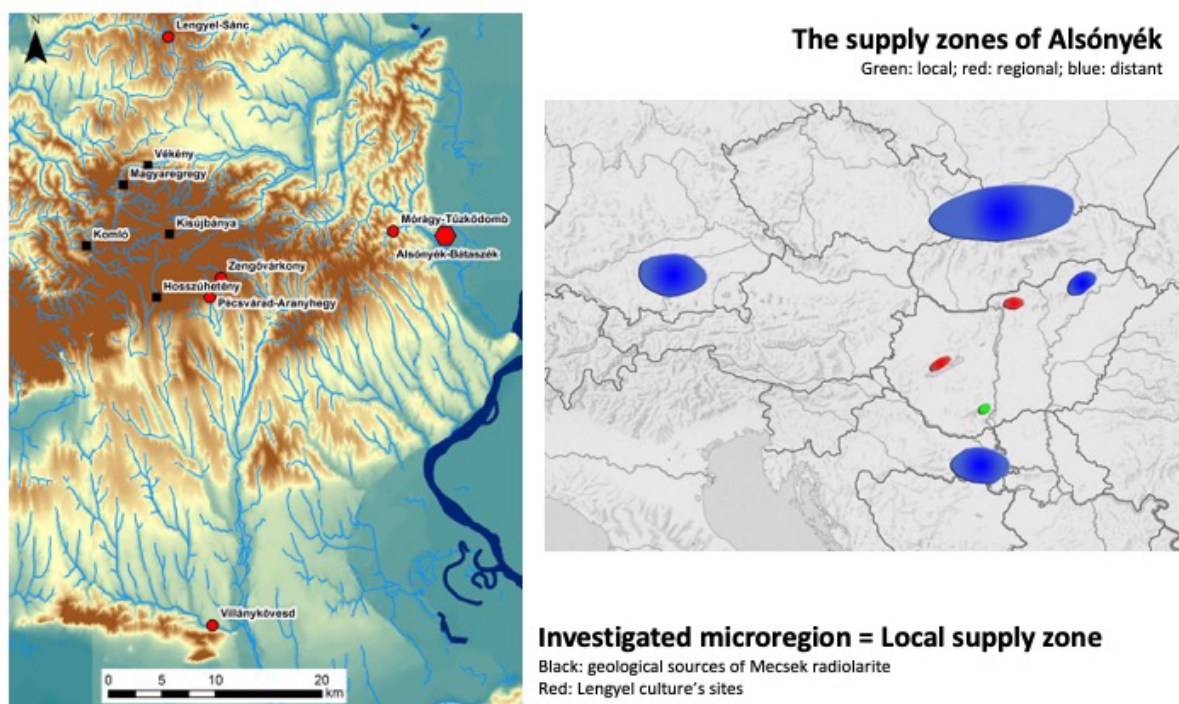 N
Lengyel-Sánc
Vékény
Magyaregregy
Kisújbánya
Komló
Mórágy-Tűzködomb
Alsónyék-Bátaszék
Zengővárkony
Hosszúhetény
Pécsvárad-Aranyhegy
Villánykövesd
0 5 10 20
km
The supply zones of Alsónyék
Green: local; red: regional; blue: distant
Investigated microregion = Local supply zone
Black: geological sources of Mecsek radiolarite
Red: Lengyel culture's sites